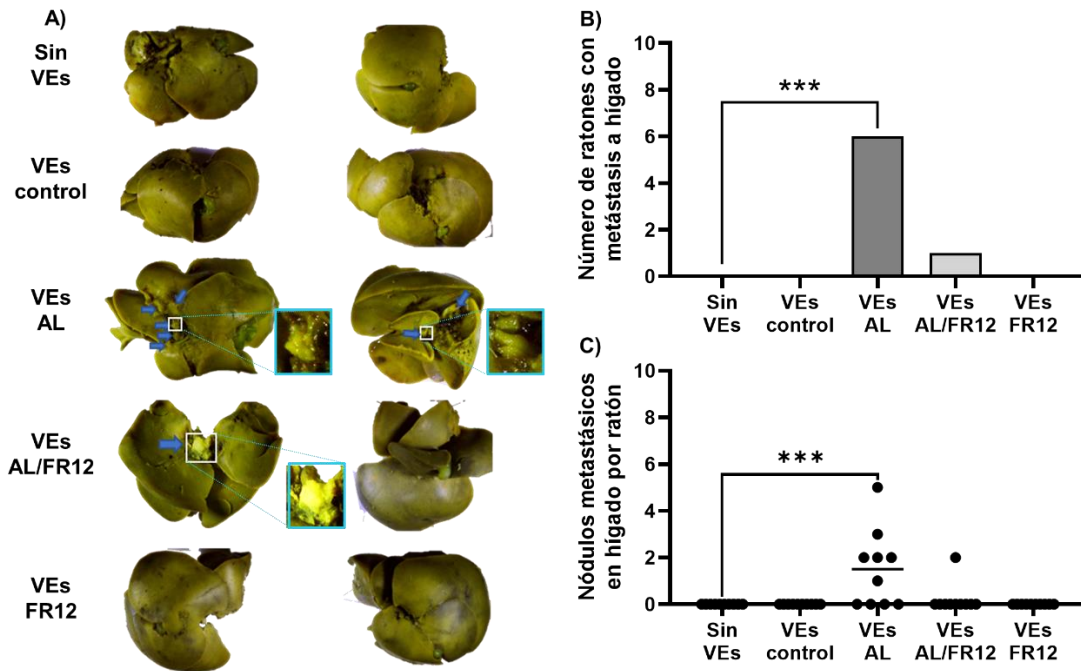 A)
Sin
VEs
VEs
control
VEs
AL
VEs
AL/FR12
VEs
FR12
B)
Número de ratones con
metástasis a hígado
10
8
6
4
2
0
***
Sin
VEs
VEs
control
VEs
AL
VEs
AL/FR12
VEs
FR12
C)
Nódulos metastásicos
en hígado por ratón
10
8
6
4
2
0
***
Sin
VEs
VEs
control
VEs
AL
VEs
AL/FR12
VEs
FR12